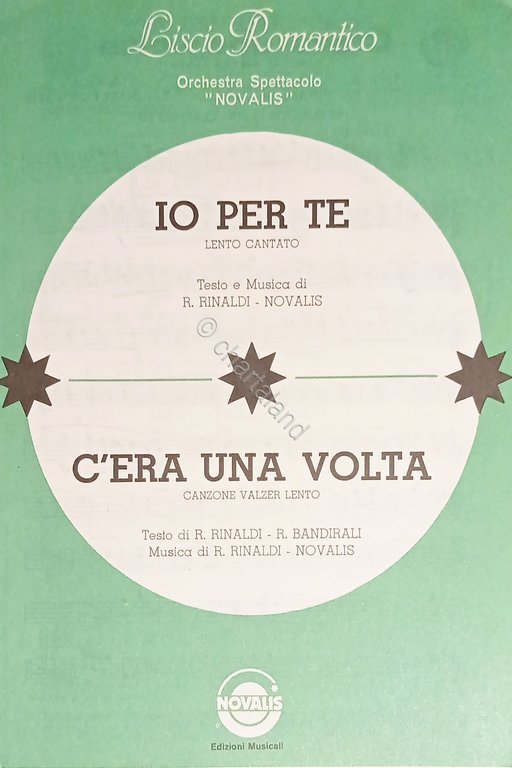 Liscio Romantico
Orchestra Spettacolo
"NOVALIS"
IO PER TE
LENTO CANTATO
Testo e Musica di
R. RINALDI - NOVALIS
© chartaland
C'ERA UNA VOLTA
CANZONE VALZER LENTO
Testo di R. RINALDI - R. BANDIRALI
Musica di R. RINALDI - NOVALIS
NOVALIS
Edizioni Musicali